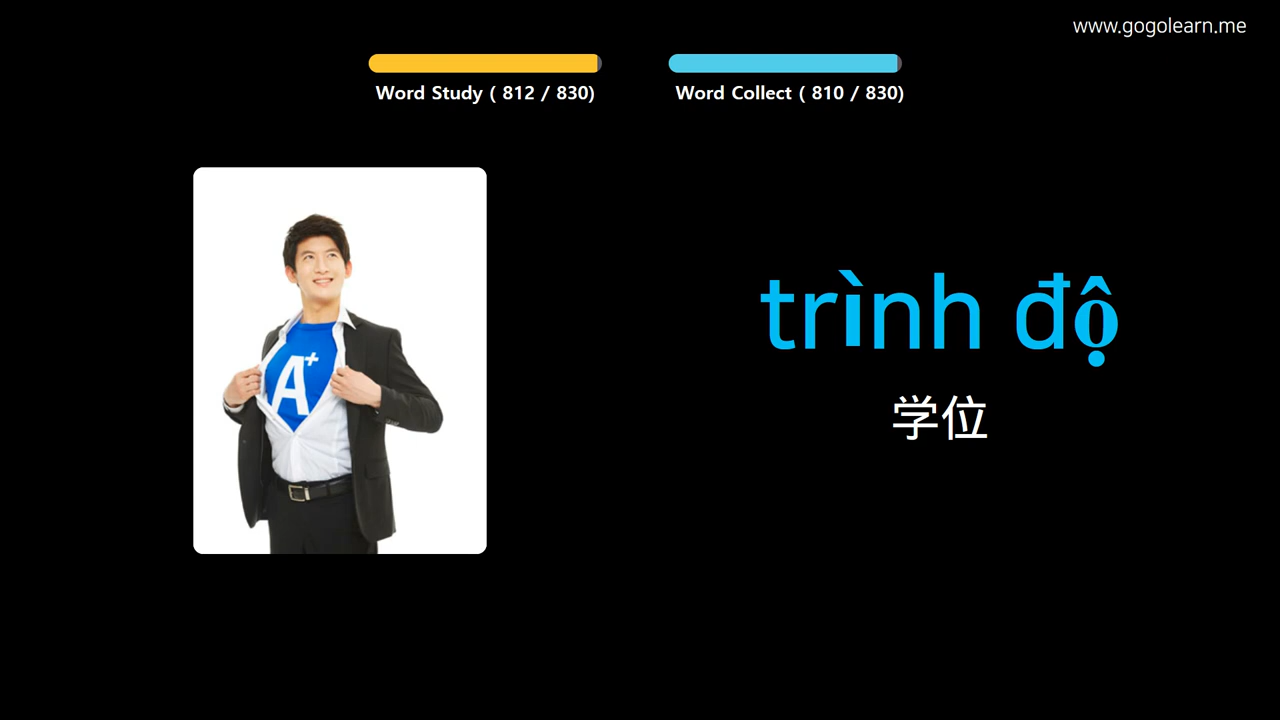 www.gogolearn.me
Word Study ( 812 / 830)
Word Collect ( 810 / 830)
A+
trình độ
学位